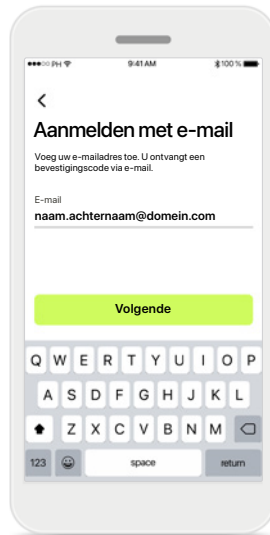 PH 9:41 AM 100 %
Aanmelden met e-mail
Voeg uw e-mailadres toe. U ontvangt een
bevestigingscode via e-mail.
E-mail
naam.achternaam@domein.com
Volgende
Q W E R T Y U I O P
A S D F G H J K L
Z X C V B N M
123 space return